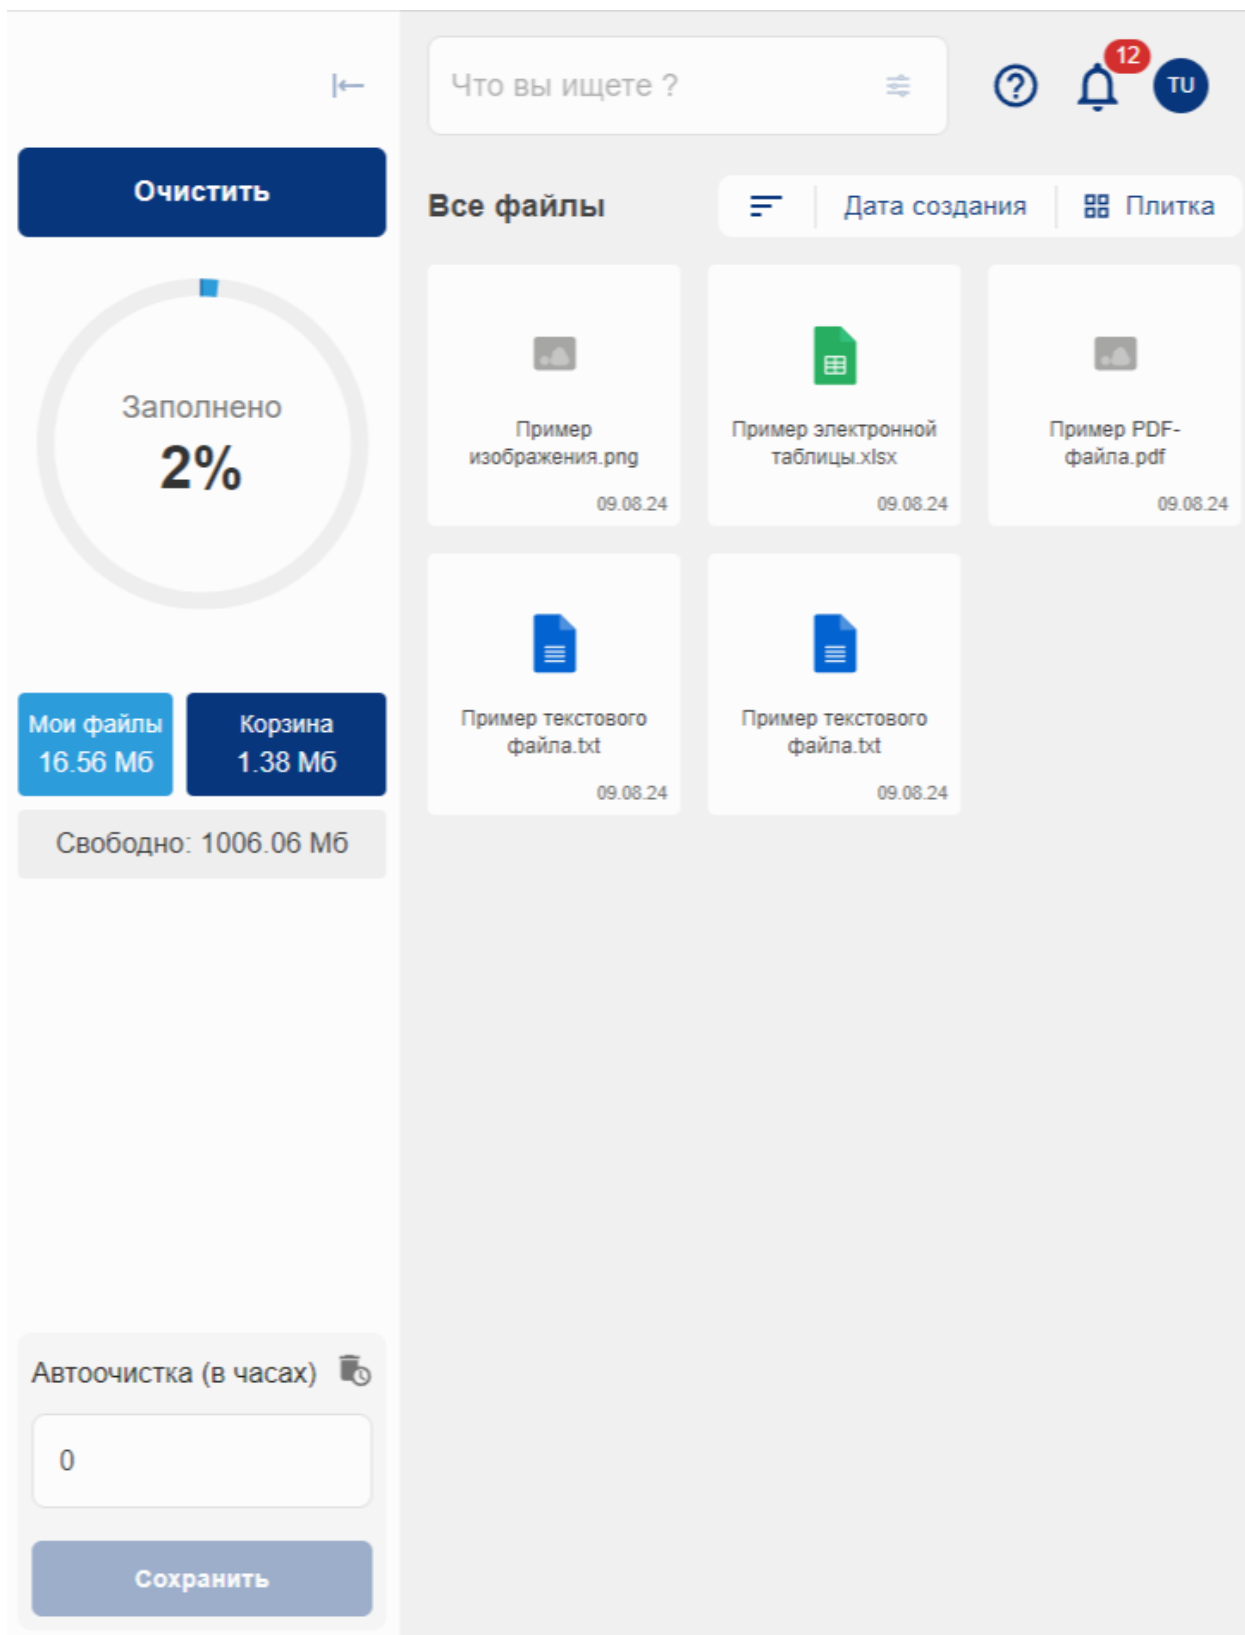 Что вы ищете ?
12
TU
Очистить
Все файлы
Дата создания
Плитка
Заполнено
2%
Пример
изображения.png
09.08.24
Пример электронной
таблицы.xlsx
09.08.24
Пример PDF-
файла.pdf
09.08.24
Мои файлы
16.56 Мб
Корзина
1.38 Мб
Свободно: 1006.06 Мб
Пример текстового
файла.txt
09.08.24
Пример текстового
файла.txt
09.08.24
Автоочистка (в часах)
0
Сохранить